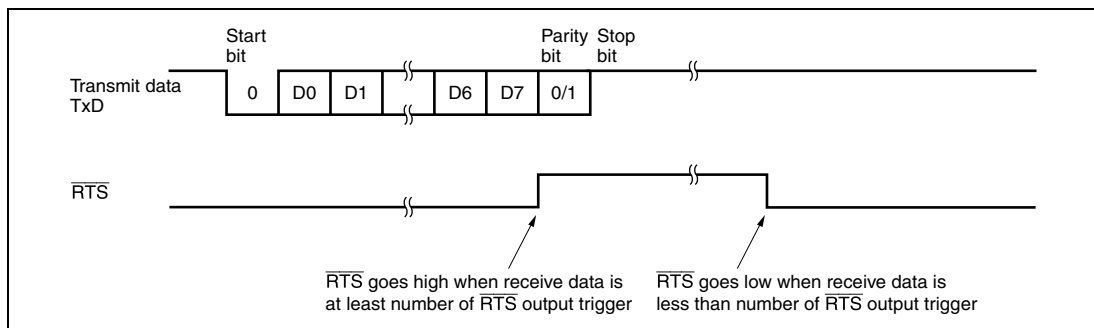 Start bit
Parity bit
Stop bit
Transmit data TxD
0 D0 D1 D6 D7 0/1
RTS
RTS goes high when receive data is
at least number of RTS output trigger
RTS goes low when receive data is
less than number of RTS output trigger